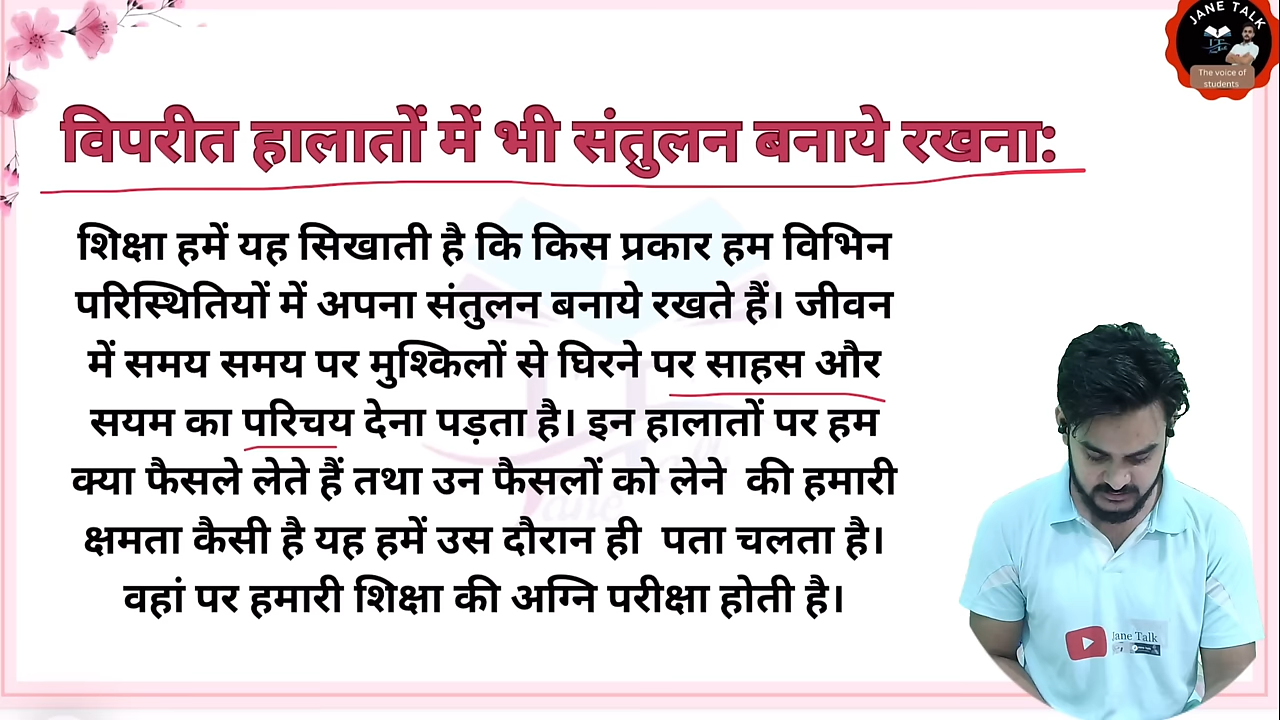 JANE TALK
The voice of
students
विपरीत हालातों में भी संतुलन बनाये रखना:
शिक्षा हमें यह सिखाती है कि किस प्रकार हम विभिन
परिस्थितियों में अपना संतुलन बनाये रखते हैं। जीवन
में समय समय पर मुश्किलों से घिरने पर साहस और
सयम का परिचय देना पड़ता है। इन हालातों पर हम
क्या फैसले लेते हैं तथा उन फैसलों को लेने की हमारी
क्षमता कैसी है यह हमें उस दौरान ही पता चलता है।
वहां पर हमारी शिक्षा की अग्नि परीक्षा होती है।
Jane Talk